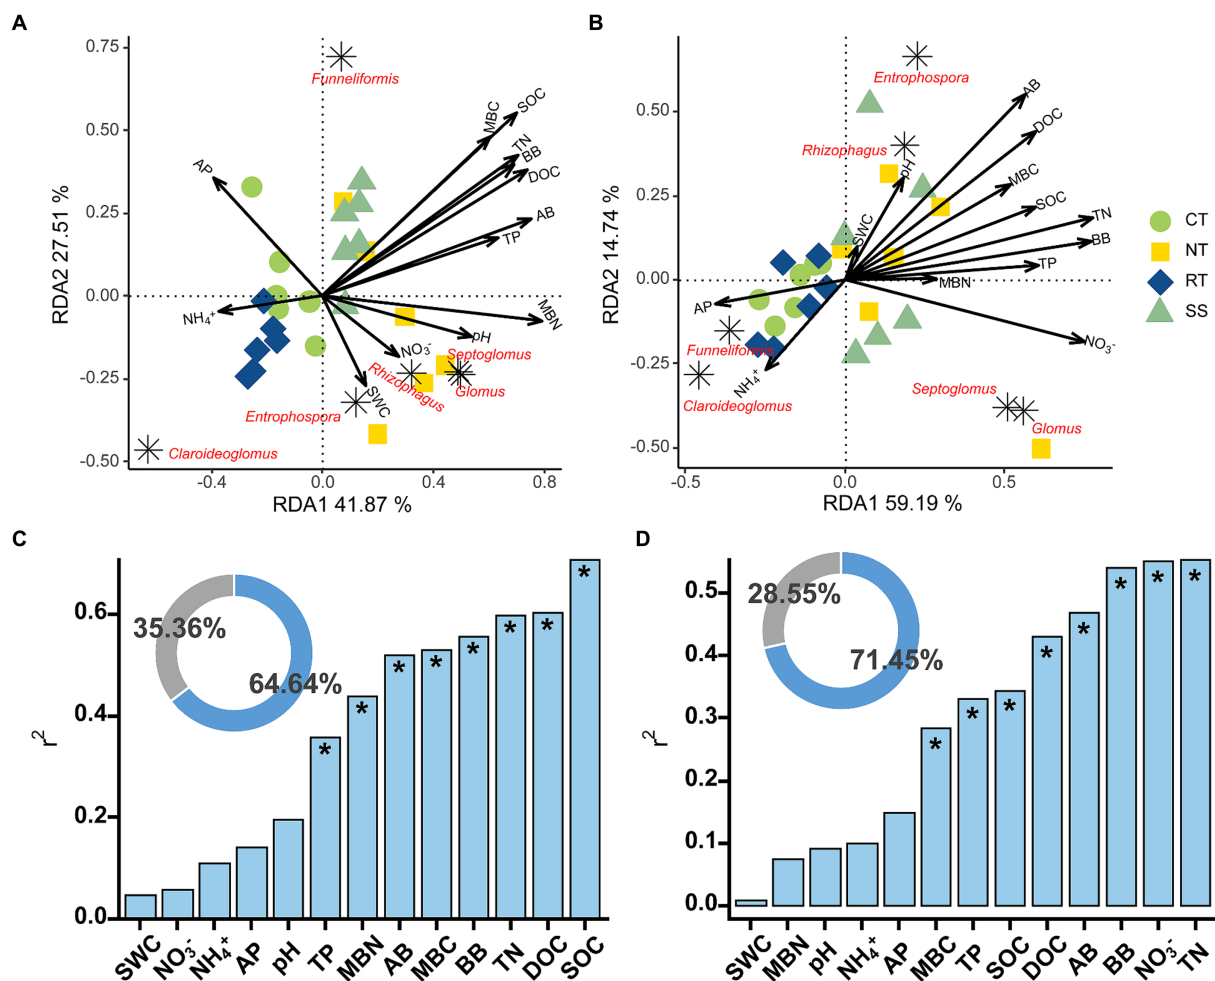 A
0.75
0.50
0.25
0.00
-0.25
-0.50
RDA2 27.51 %
Funneliformis
SOC
MBC
TN
BB
DOC
AP
AB
TP
NH₄⁺
MBN
pH
NO₃⁻
Septoglomus
Rhizophagus
Glomus
SWC
Entrophospora
Claroideoglomus
-0.4
0.0
0.4
0.8
RDA1 41.87 %
B
0.50
0.25
0.00
-0.25
-0.50
RDA2 14.74 %
Entrophospora
AB
DOC
Rhizophagus
pH
MBC
SOC
TN
SWC
BB
TP
MBN
AP
NO₃⁻
Funneliformis
NH₄⁺
Claroideoglomus
Septoglomus
Glomus
-0.5
0.0
0.5
RDA1 59.19 %
CT
NT
RT
SS
C
0.6
0.4
0.2
0.0
r²
35.36%
64.64%
*
*
*
*
*
*
*
*
SWC
NO₃⁻
NH₄⁺
AP
pH
TP
MBN
AB
MBC
BB
TN
DOC
SOC
D
0.5
0.4
0.3
0.2
0.1
0.0
r²
28.55%
71.45%
*
*
*
*
*
*
*
*
SWC
MBN
pH
NH₄⁺
AP
MBC
TP
SOC
DOC
AB
BB
NO₃⁻
TN